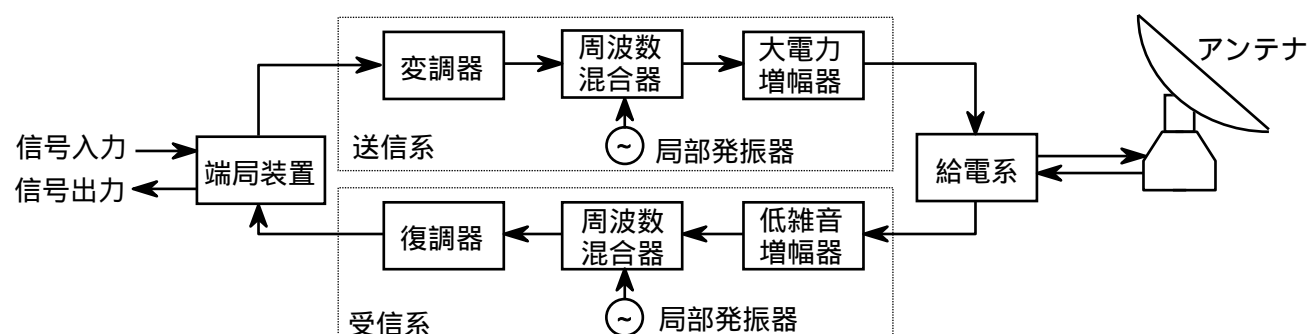 変調器
周波数
混合器
大電力
増幅器
アンテナ
送信系
~
局部発振器
信号入力
信号出力
端局装置
給電系
復調器
周波数
混合器
低雑音
増幅器
受信系
~
局部発振器